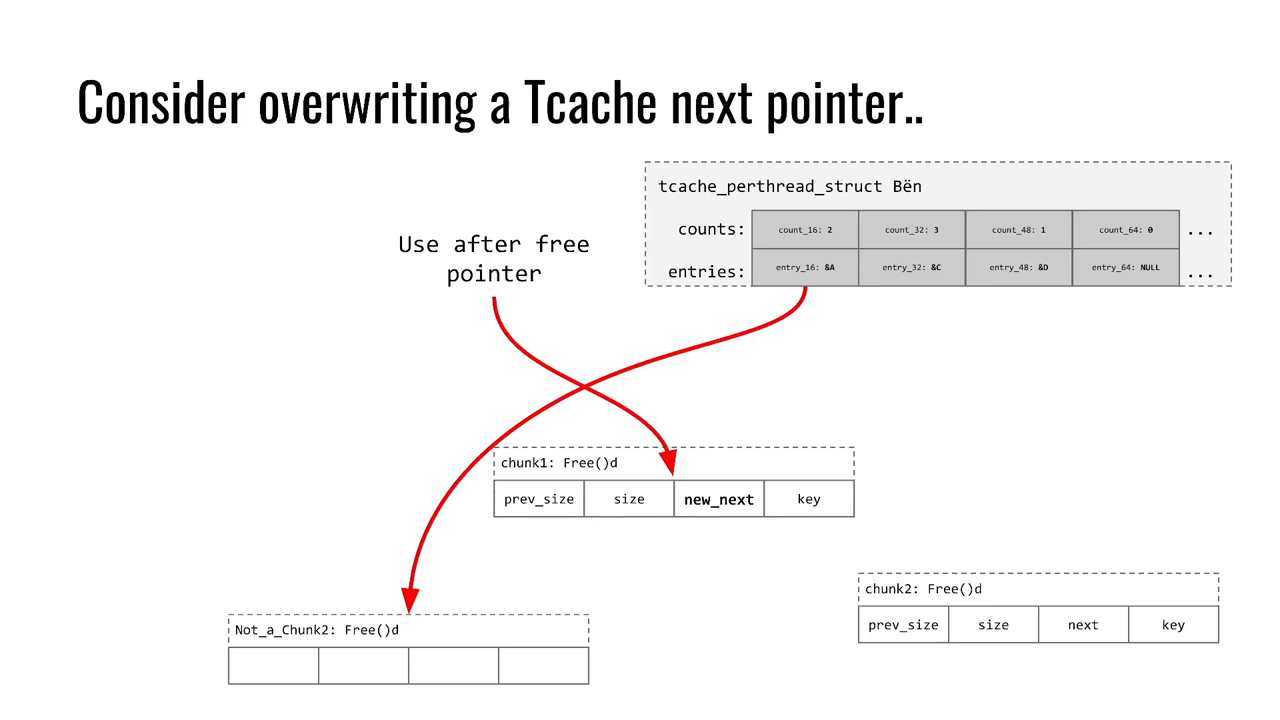 Consider overwriting a Tcache next pointer..
tcache_perthread_struct Bën
counts: count_16: 2 count_32: 3 count_48: 1 count_64: 0 ...
entries: entry_16: &A entry_32: &C entry_48: &D entry_64: NULL ...
Use after free
pointer
chunk1: Free()d
prev_size size new_next key
chunk2: Free()d
prev_size size next key
Not_a_Chunk2: Free()d